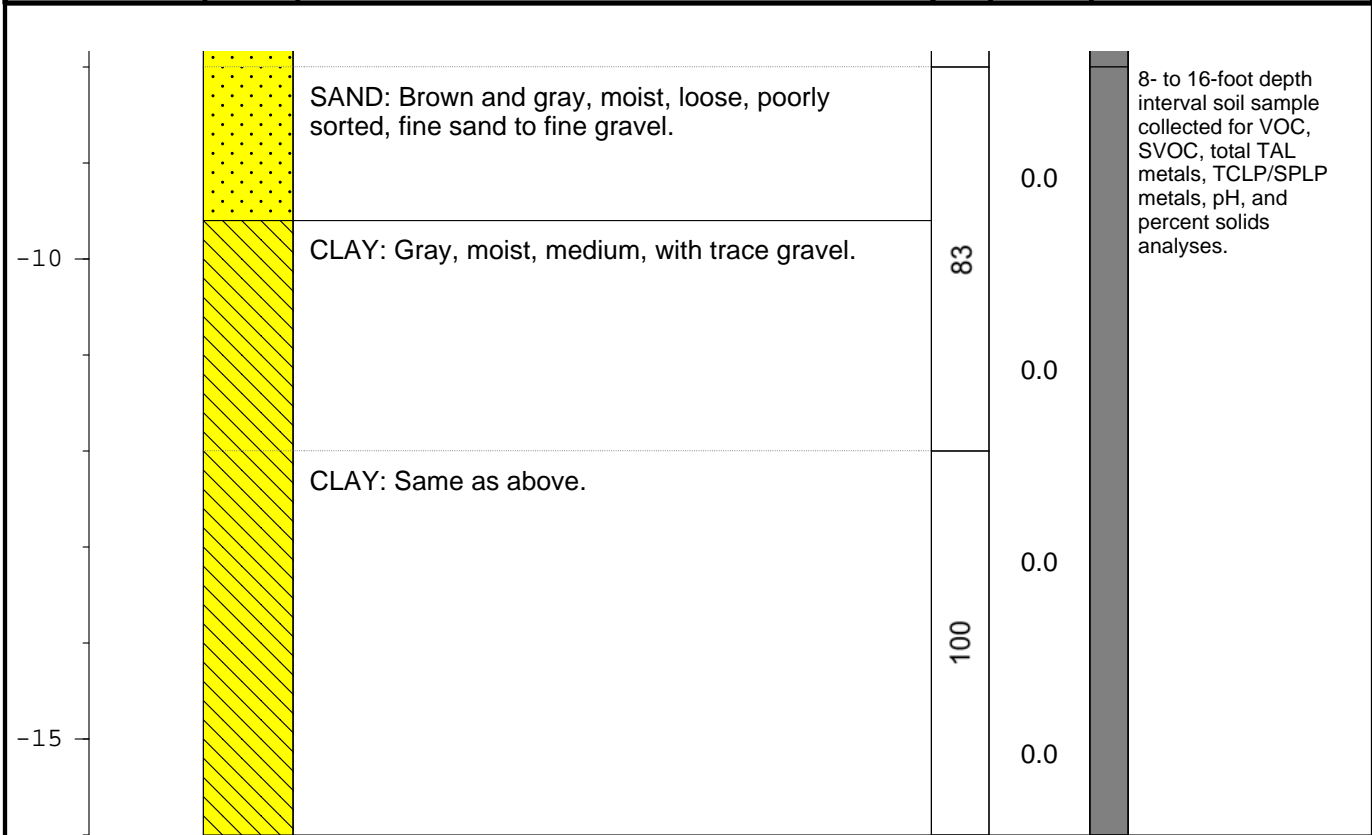 SAND: Brown and gray, moist, loose, poorly
sorted, fine sand to fine gravel.
8- to 16-foot depth
interval soil sample
collected for VOC,
SVOC, total TAL
metals, TCLP/SPLP
metals, pH, and
percent solids
analyses.
0.0
-10
CLAY: Gray, moist, medium, with trace gravel.
83
0.0
CLAY: Same as above.
0.0
100
-15
0.0